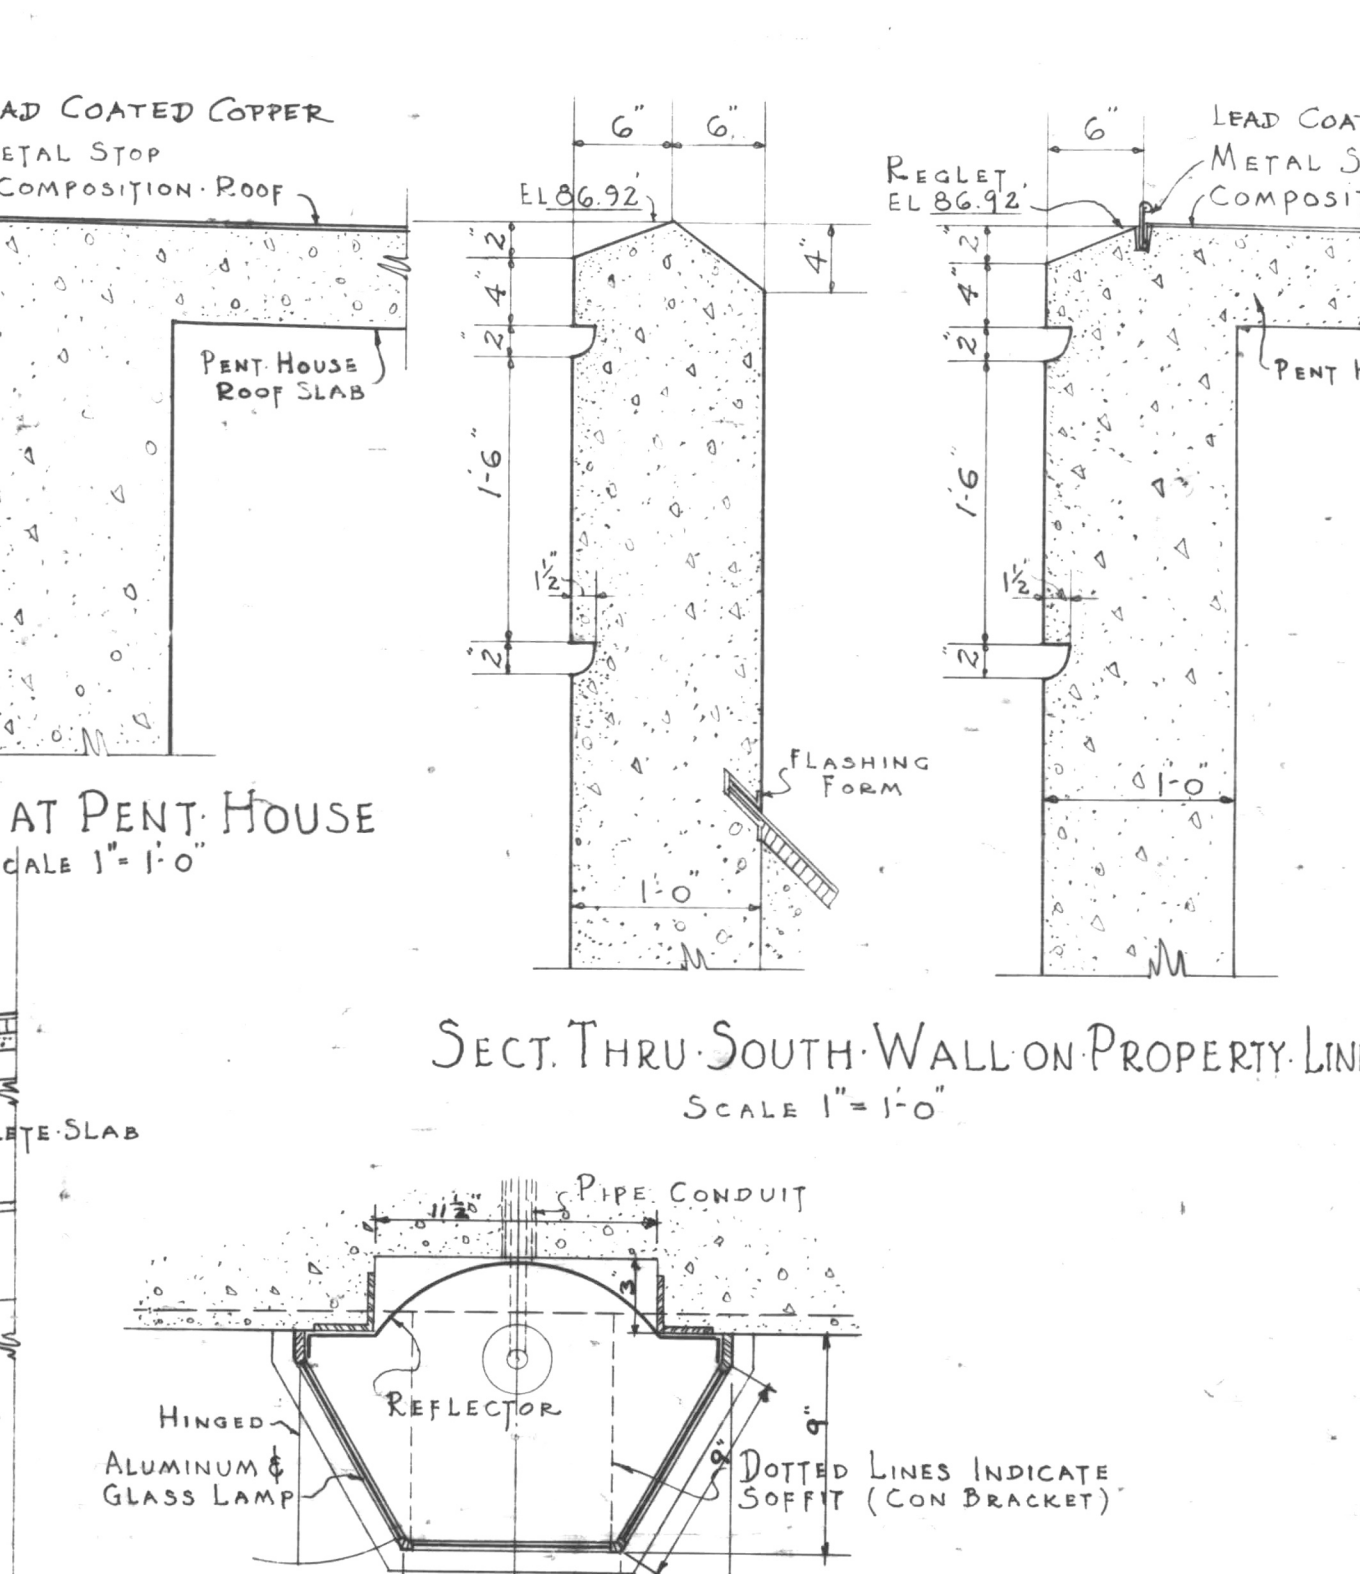 AD COATED COPPER
ETAL STOP
COMPOSITION · ROOF
PENT · HOUSE
ROOF SLAB
AT PENT · HOUSE
CALE 1" = 1'-0"
6" 6"
EL 86.92'
2"
4"
2"
1'-6"
1½"
2"
4"
FLASHING
FORM
1'-0"
6"
LEAD COA
METAL S
COMPOSIT
REGLET
EL 86.92'
2"
4"
2"
1'-6"
1½"
2"
PENT H
1'-0"
SECT. THRU · SOUTH · WALL · ON · PROPERTY · LIN
SCALE 1" = 1'-0"
ETE · SLAB
11½"
PIPE CONDUIT
3
REFLECTOR
HINGED
ALUMINUM &
GLASS LAMP
9"
9"
DOTTED LINES INDICATE
SOFFIT (CON BRACKET)